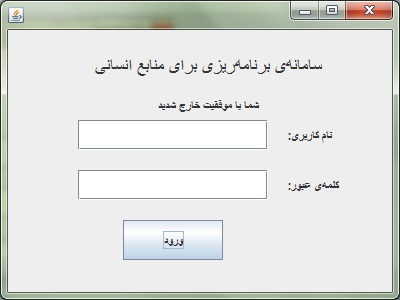 سامانه‌ی برنامه‌ریزی برای منابع انسانی
شما با موفقیت خارج شدید
نام کاربری:
کلمه‌ی عبور:
ورود